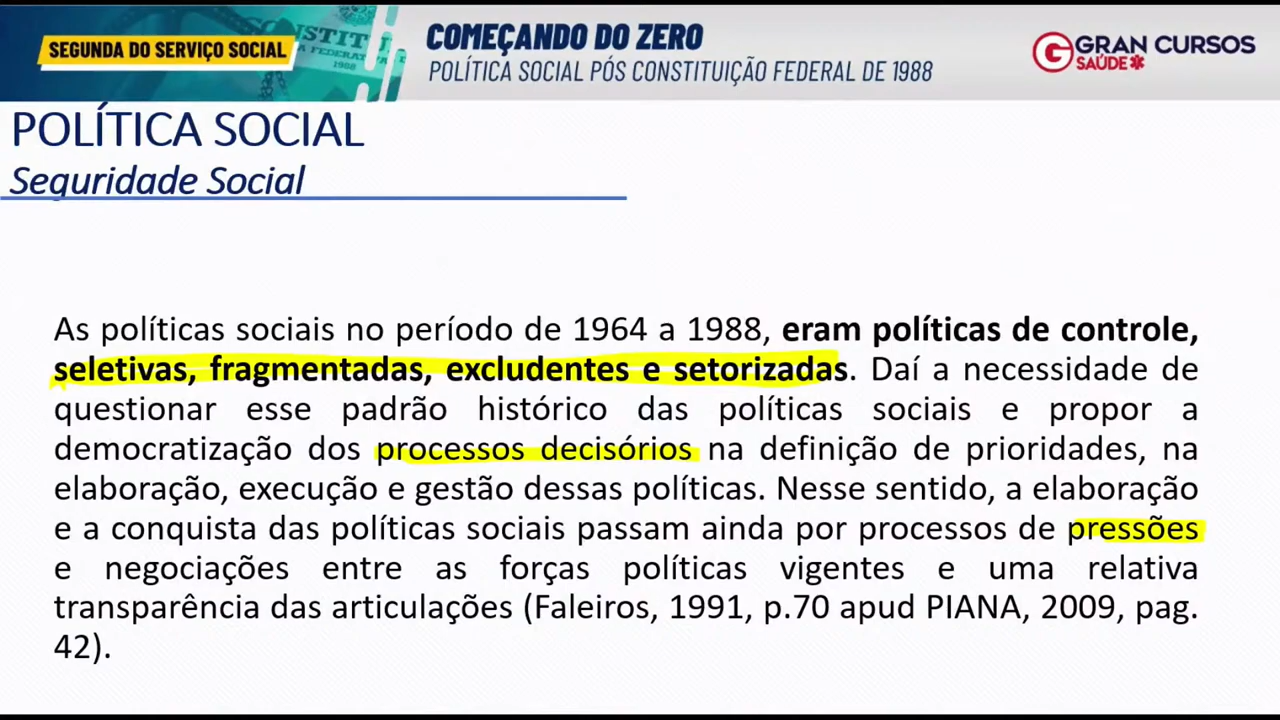 SEGUNDA DO SERVIÇO SOCIAL
COMEÇANDO DO ZERO
POLÍTICA SOCIAL PÓS CONSTITUIÇÃO FEDERAL DE 1988
GRAN CURSOS
SAÚDE
1988
POLÍTICA SOCIAL
Seguridade Social
As políticas sociais no período de 1964 a 1988, eram políticas de controle,
seletivas, fragmentadas, excludentes e setorizadas. Daí a necessidade de
questionar esse padrão histórico das políticas sociais e propor a
democratização dos processos decisórios na definição de prioridades, na
elaboração, execução e gestão dessas políticas. Nesse sentido, a elaboração
e a conquista das políticas sociais passam ainda por processos de pressões
e negociações entre as forças políticas vigentes e uma relativa
transparência das articulações (Faleiros, 1991, p.70 apud PIANA, 2009, pag.
42).